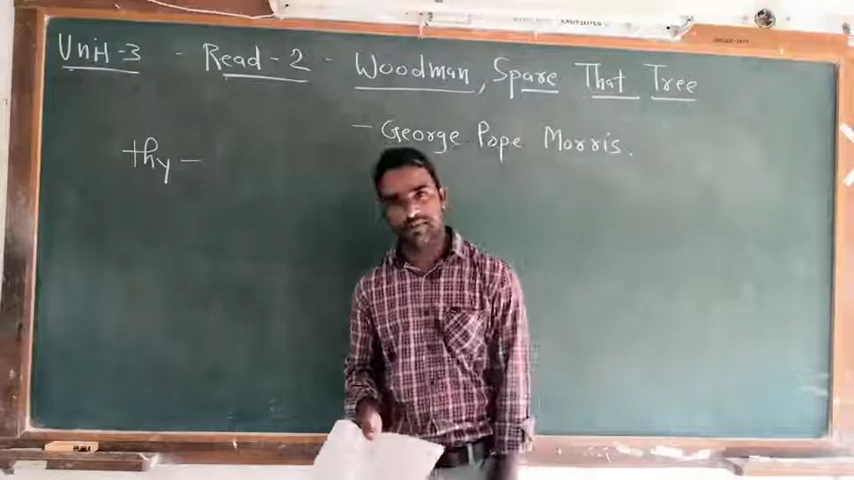 Unit-3 - Read-2 - Woodman, Spare That Tree
- George Pope Morris.
thy -